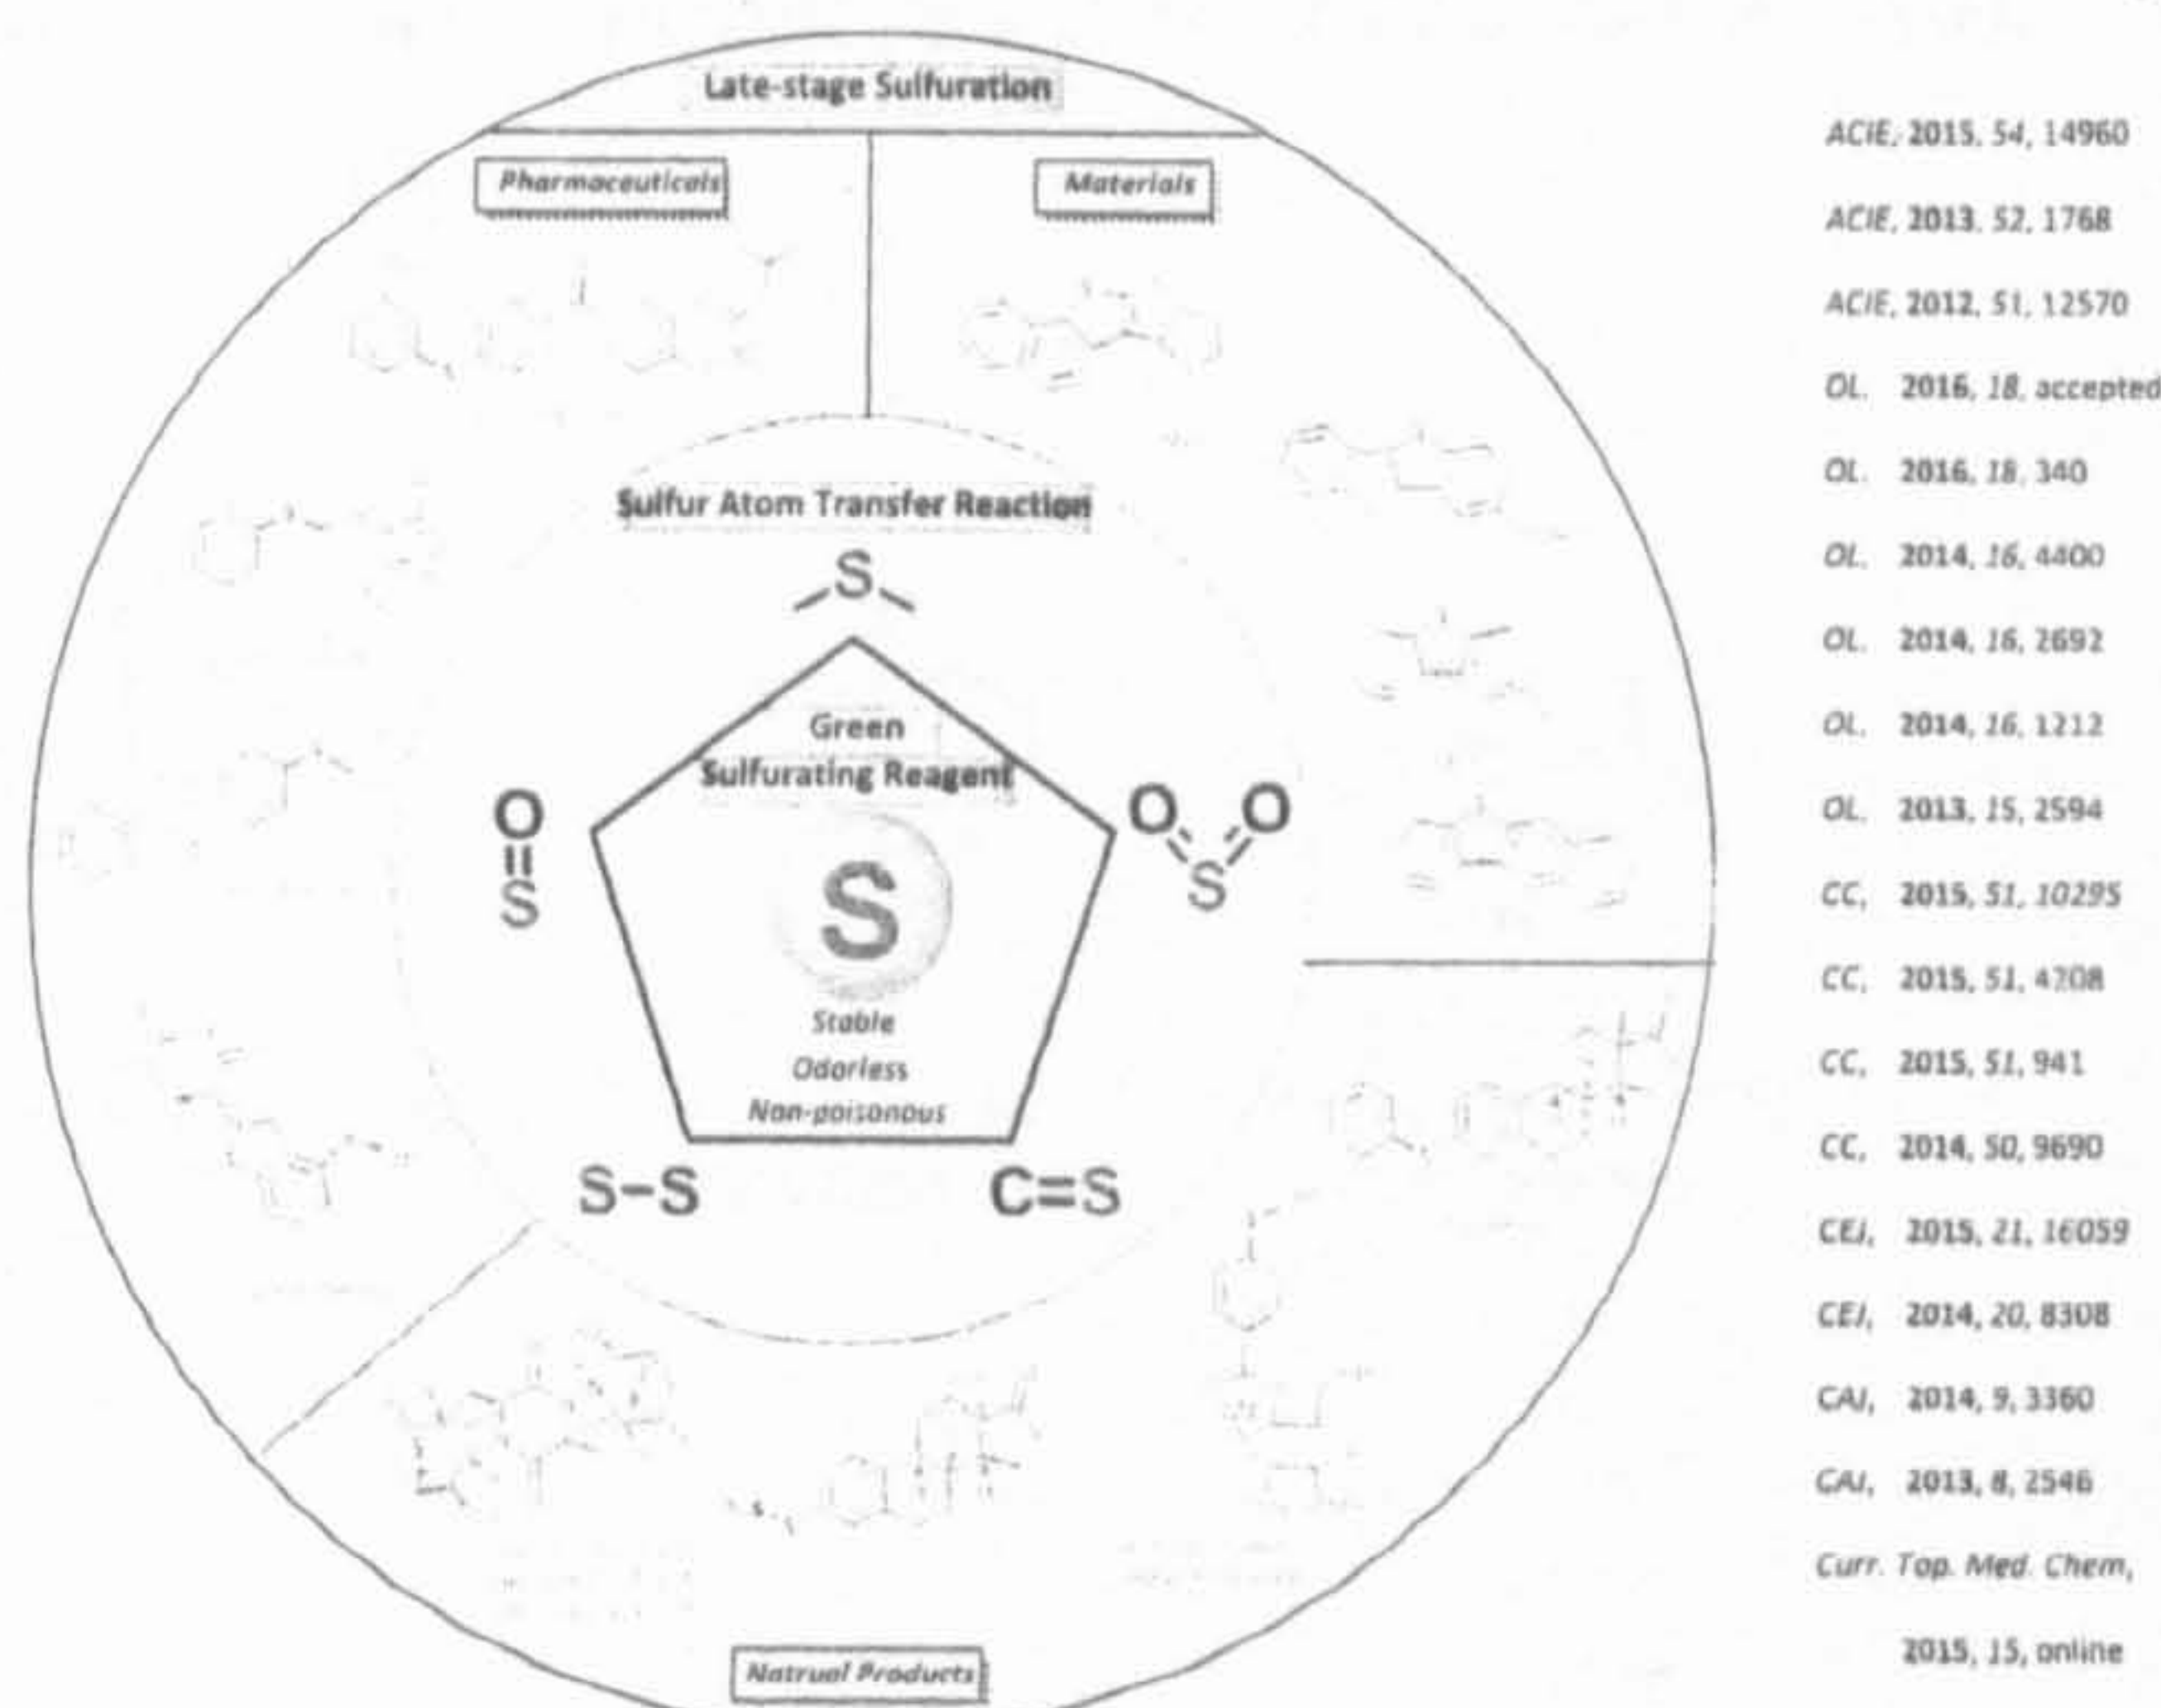 Late-stage Sulfuration
Pharmaceuticals
Materials
Sulfur Atom Transfer Reaction
S
Green
Sulfurating Reagent
O
S
O O
S
S
Stable
Odorless
Non-poisonous
S-S
C=S
Natrual Products
ACIE, 2015, 54, 14960
ACIE, 2013, 52, 1768
ACIE, 2012, 51, 12570
OL. 2016, 18, accepted
OL. 2016, 18, 340
OL. 2014, 16, 4400
OL. 2014, 16, 2692
OL. 2014, 16, 1212
OL. 2013, 15, 2594
CC, 2015, 51, 10295
CC, 2015, 51, 4208
CC, 2015, 51, 941
CC, 2014, 50, 9690
CEJ, 2015, 21, 16059
CEJ, 2014, 20, 8308
CAJ, 2014, 9, 3360
CAJ, 2013, 8, 2546
Curr. Top. Med. Chem,
2015, 15, online